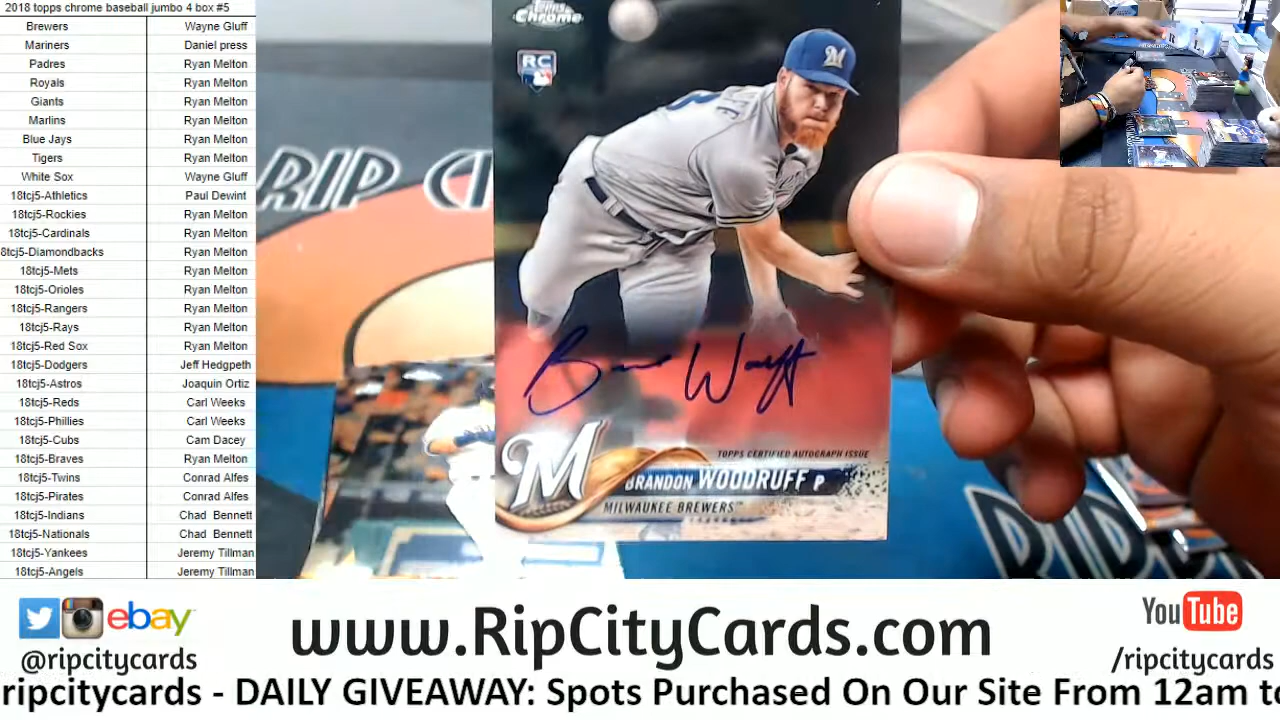 2018 topps chrome baseball jumbo 4 box #5
Brewers Wayne Gluff
Mariners Daniel press
Padres Ryan Melton
Royals Ryan Melton
Giants Ryan Melton
Marlins Ryan Melton
Blue Jays Ryan Melton
Tigers Ryan Melton
White Sox Wayne Gluff
18tcj5-Athletics Paul Dewint
18tcj5-Rockies Ryan Melton
18tcj5-Cardinals Ryan Melton
8tcj5-Diamondbacks Ryan Melton
18tcj5-Mets Ryan Melton
18tcj5-Orioles Ryan Melton
18tcj5-Rangers Ryan Melton
18tcj5-Rays Ryan Melton
18tcj5-Red Sox Ryan Melton
18tcj5-Dodgers Jeff Hedgpeth
18tcj5-Astros Joaquin Ortiz
18tcj5-Reds Carl Weeks
18tcj5-Phillies Carl Weeks
18tcj5-Cubs Cam Dacey
18tcj5-Braves Ryan Melton
18tcj5-Twins Conrad Alfes
18tcj5-Pirates Conrad Alfes
18tcj5-Indians Chad Bennett
18tcj5-Nationals Chad Bennett
18tcj5-Yankees Jeremy Tillman
18tcj5-Angels Jeremy Tillman
Topps Chrome
RC
RIP C
M
TOPPS CERTIFIED AUTOGRAPH ISSUE
BRANDON WOODRUFF P
MILWAUKEE BREWERS™
RIP
ebay
@ripcitycards
www.RipCityCards.com
YouTube
/ripcitycards
ripcitycards - DAILY GIVEAWAY: Spots Purchased On Our Site From 12am to